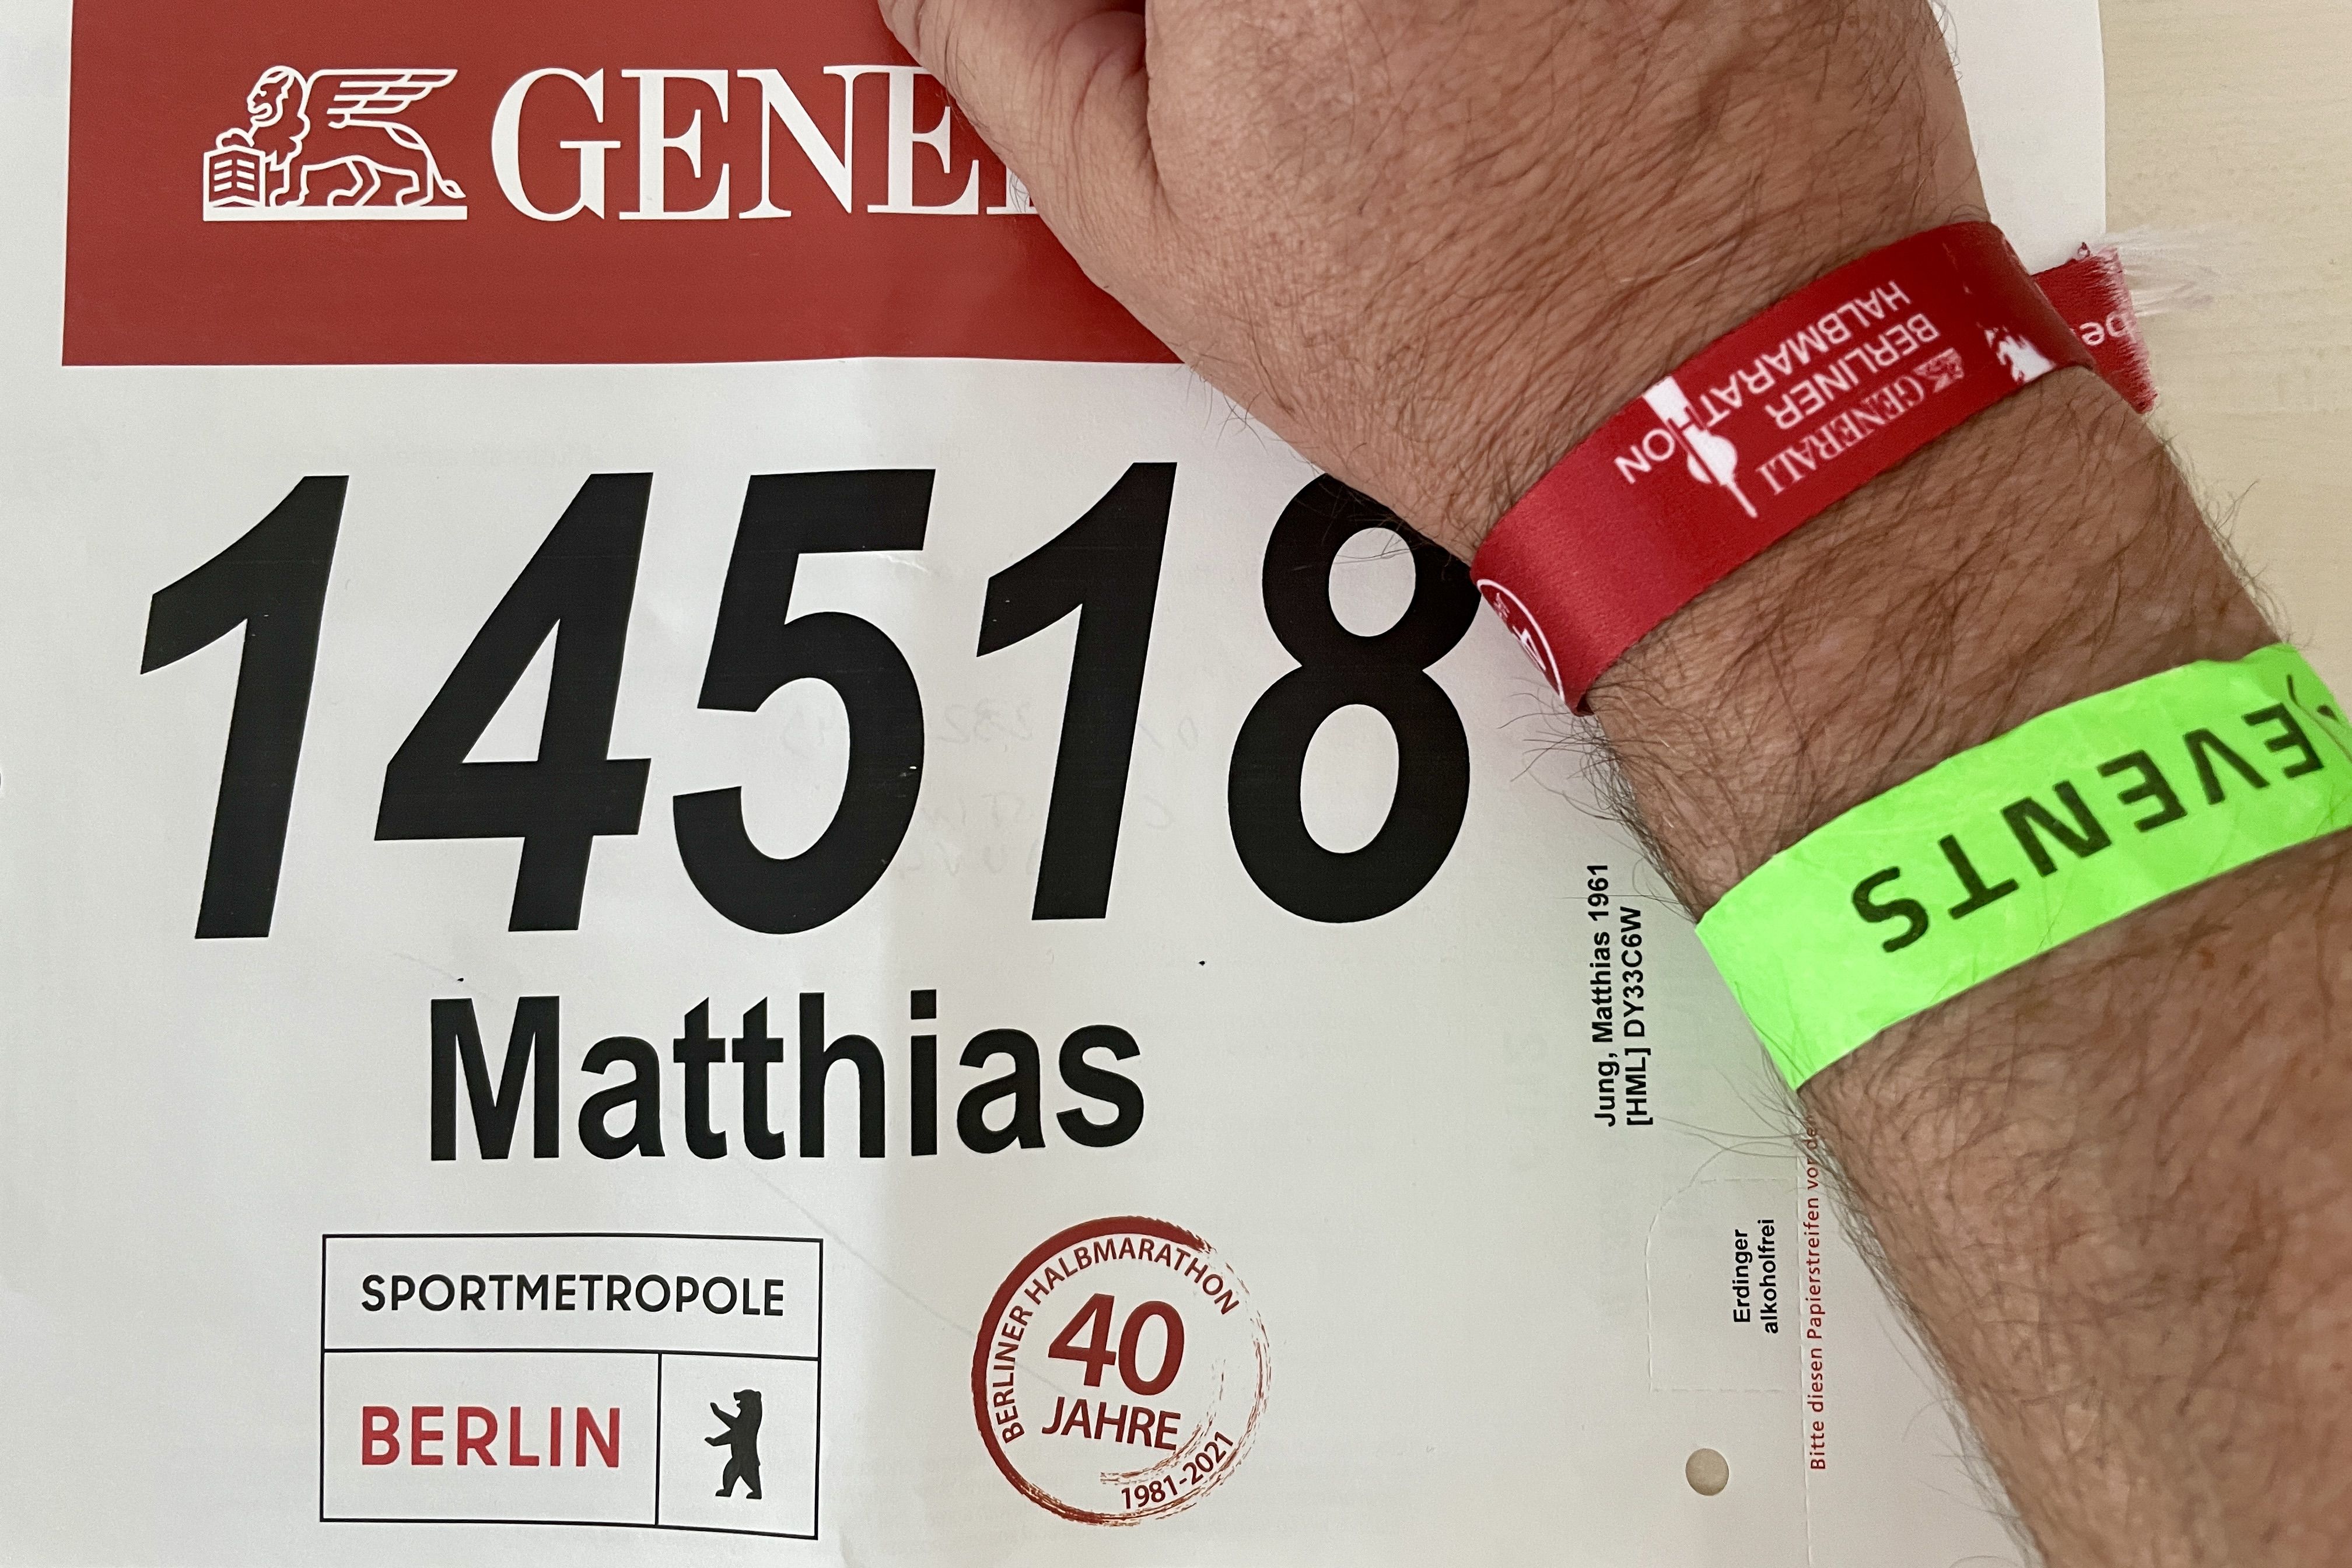 GENE
14518
Matthias
Jung, Matthias 1961
[HML] DY33C6W
Erdinger
alkoholfrei
Bitte diesen Papierstreifen vor de
SPORTMETROPOLE
BERLIN
BERLINER HALBMARATHON
40
JAHRE
1981-2021
GENERALI
BERLINER
HALBMARATHON
be
EVENTS